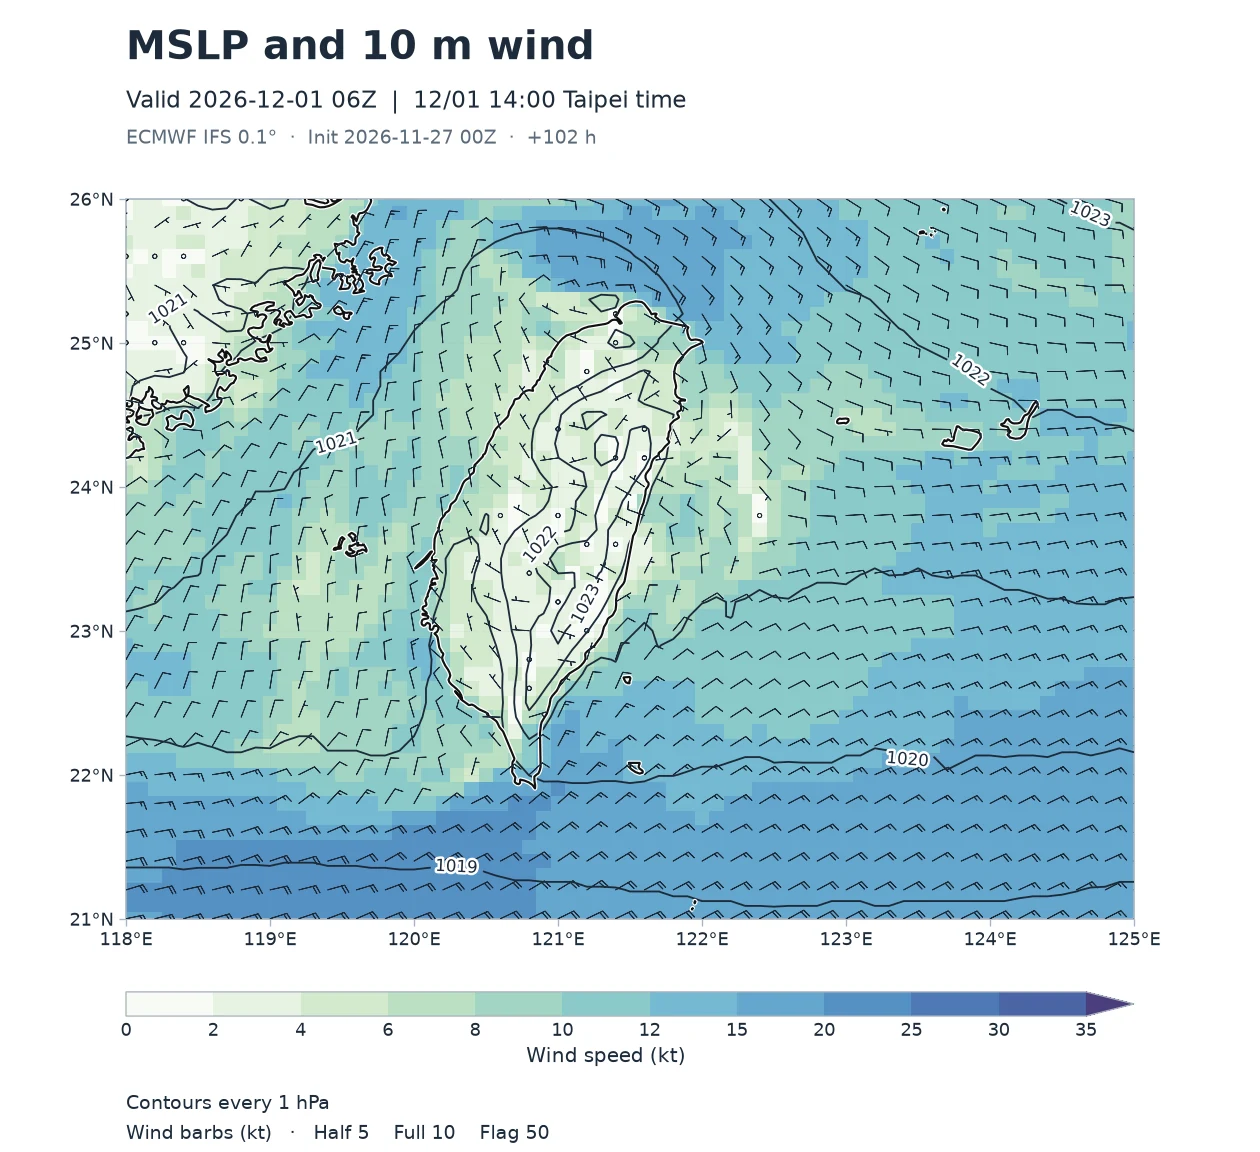 MSLP and 10 m wind
Valid 2026-12-01 06Z | 12/01 14:00 Taipei time
ECMWF IFS 0.1° · Init 2026-11-27 00Z · +102 h
26°N
25°N
24°N
23°N
22°N
21°N
1023
1021
1022
1021
1022
1023
1020
1019
118°E 119°E 120°E 121°E 122°E 123°E 124°E 125°E
0 2 4 6 8 10 12 15 20 25 30 35
Wind speed (kt)
Contours every 1 hPa
Wind barbs (kt) · Half 5 Full 10 Flag 50